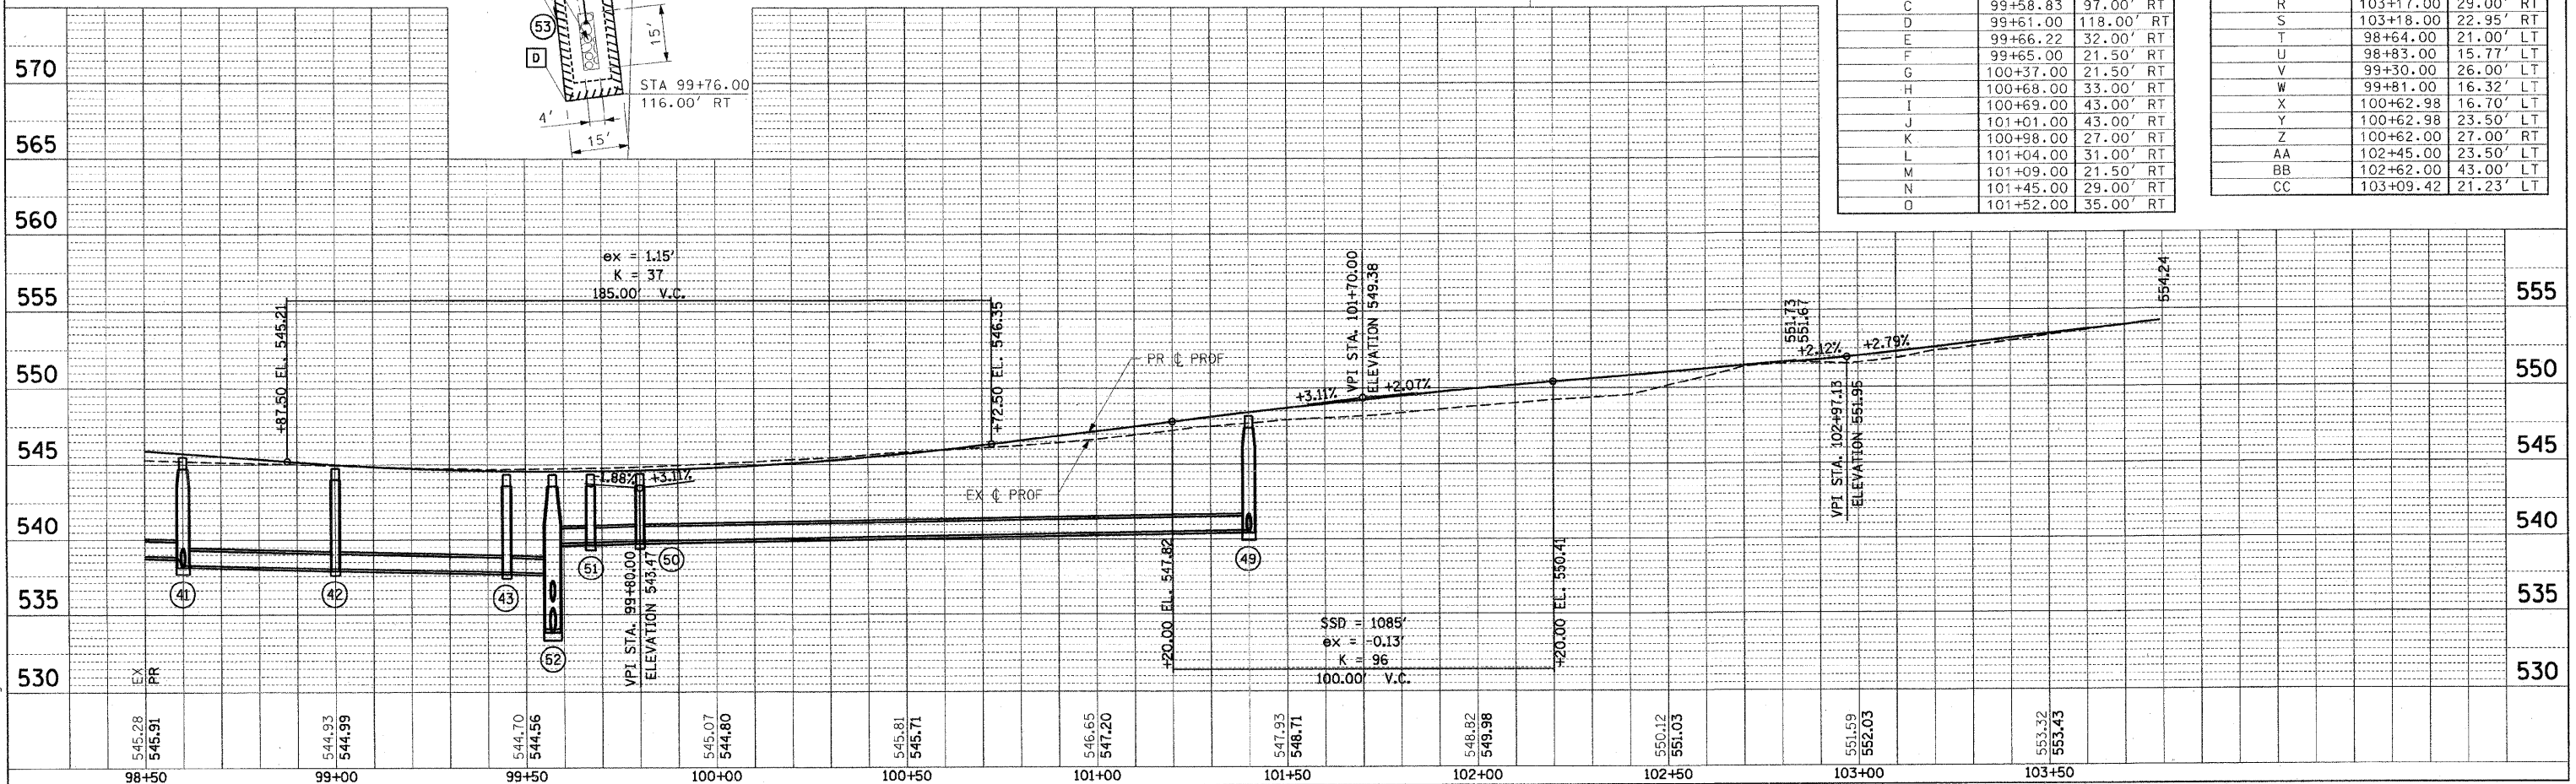 53
D
15'
STA 99+76.00
116.00' RT
4'
15'
C 99+58.83 97.00' RT
D 99+61.00 118.00' RT
E 99+66.22 32.00' RT
F 99+65.00 21.50' RT
G 100+37.00 21.50' RT
H 100+68.00 33.00' RT
I 100+69.00 43.00' RT
J 101+01.00 43.00' RT
K 100+98.00 27.00' RT
L 101+04.00 31.00' RT
M 101+09.00 21.50' RT
N 101+45.00 29.00' RT
O 101+52.00 35.00' RT
R 103+17.00 29.00' RT
S 103+18.00 22.95' RT
T 98+64.00 21.00' LT
U 98+83.00 15.77' LT
V 99+30.00 26.00' LT
W 99+81.00 16.32' LT
X 100+62.98 16.70' LT
Y 100+62.98 23.50' LT
Z 100+62.00 27.00' RT
AA 102+45.00 23.50' LT
BB 102+62.00 43.00' LT
CC 103+09.42 21.23' LT
570
565
560
555
550
545
540
535
530
ex = 1.15'
K = 37
185.00' V.C.
+87.50 EL. 545.21
+72.50 EL. 546.35
PR ℄ PROF
EX ℄ PROF
VPI STA. 101+70.00
ELEVATION 549.38
+3.11% +2.07%
551.73
551.67
+2.12% +2.79%
VPI STA. 102+97.13
ELEVATION 551.95
554.24
-1.88% +3.11%
VPI STA. 99+80.00
ELEVATION 543.47
41
42
43
52
51
50
49
+20.00 EL. 547.82
+20.00 EL. 550.41
SSD = 1085'
ex = -0.13'
K = 96
100.00' V.C.
555
550
545
540
535
530
EX
PR
545.28
545.91
544.93
544.99
544.70
544.56
545.07
544.80
545.81
545.71
546.65
547.20
547.93
548.71
548.82
549.98
550.12
551.03
551.59
552.03
553.32
553.43
98+50 99+00 99+50 100+00 100+50 101+00 101+50 102+00 102+50 103+00 103+50